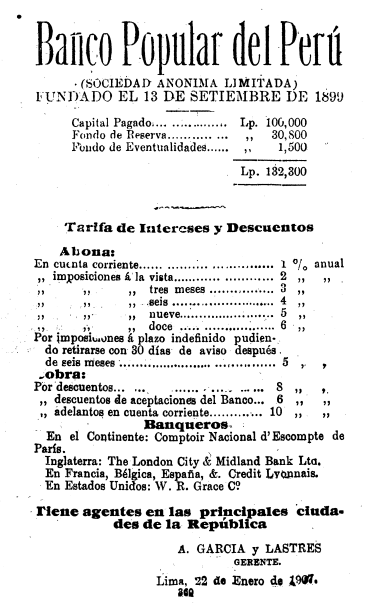 Banco Popular del Perú
(SOCIEDAD ANONIMA LIMITADA)
FUNDADO EL 13 DE SETIEMBRE DE 1899
Capital Pagado.... ................ Lp. 100,000
Fondo de Reserva............ ... ,, 30,800
Fondo de Eventualidades...... ,, 1,500
Lp. 132,300
Tarifa de Intereses y Descuentos
Abona:
En cuenta corriente...... ........ ................ 1 % anual
,, imposiciones á la vista................ 2 ,, ,,
,, ,, ,, tres meses ................ 3 ,, ,,
,, ,, ,, seis ........................ 4 ,, ,,
,, ,, ,, nueve.................... 5 ,, ,,
,, ,, ,, doce .................... 6 ,, ,,
Por imposiciones á plazo indefinido pudien-
do retirarse con 30 días de aviso después
de seis meses ................................ 5 , ,
obra:
Por descuentos... ... ................ 8 ,, ,,
,, descuentos de aceptaciones del Banco... 6 ,, ,,
,, adelantos en cuenta corriente............ 10 ,, ,,
Banqueros
En el Continente: Comptoir Nacional d'Escompte de
París.
Inglaterra: The London City & Midland Bank Ltd.
En Francia, Bélgica, España, &. Credit Lyonnais.
En Estados Unidos: W. R. Grace Cº
Tiene agentes en las principales ciuda-
des de la República
A. GARCIA y LASTRES
GERENTE.
Lima, 22 de Enero de 1907.
360